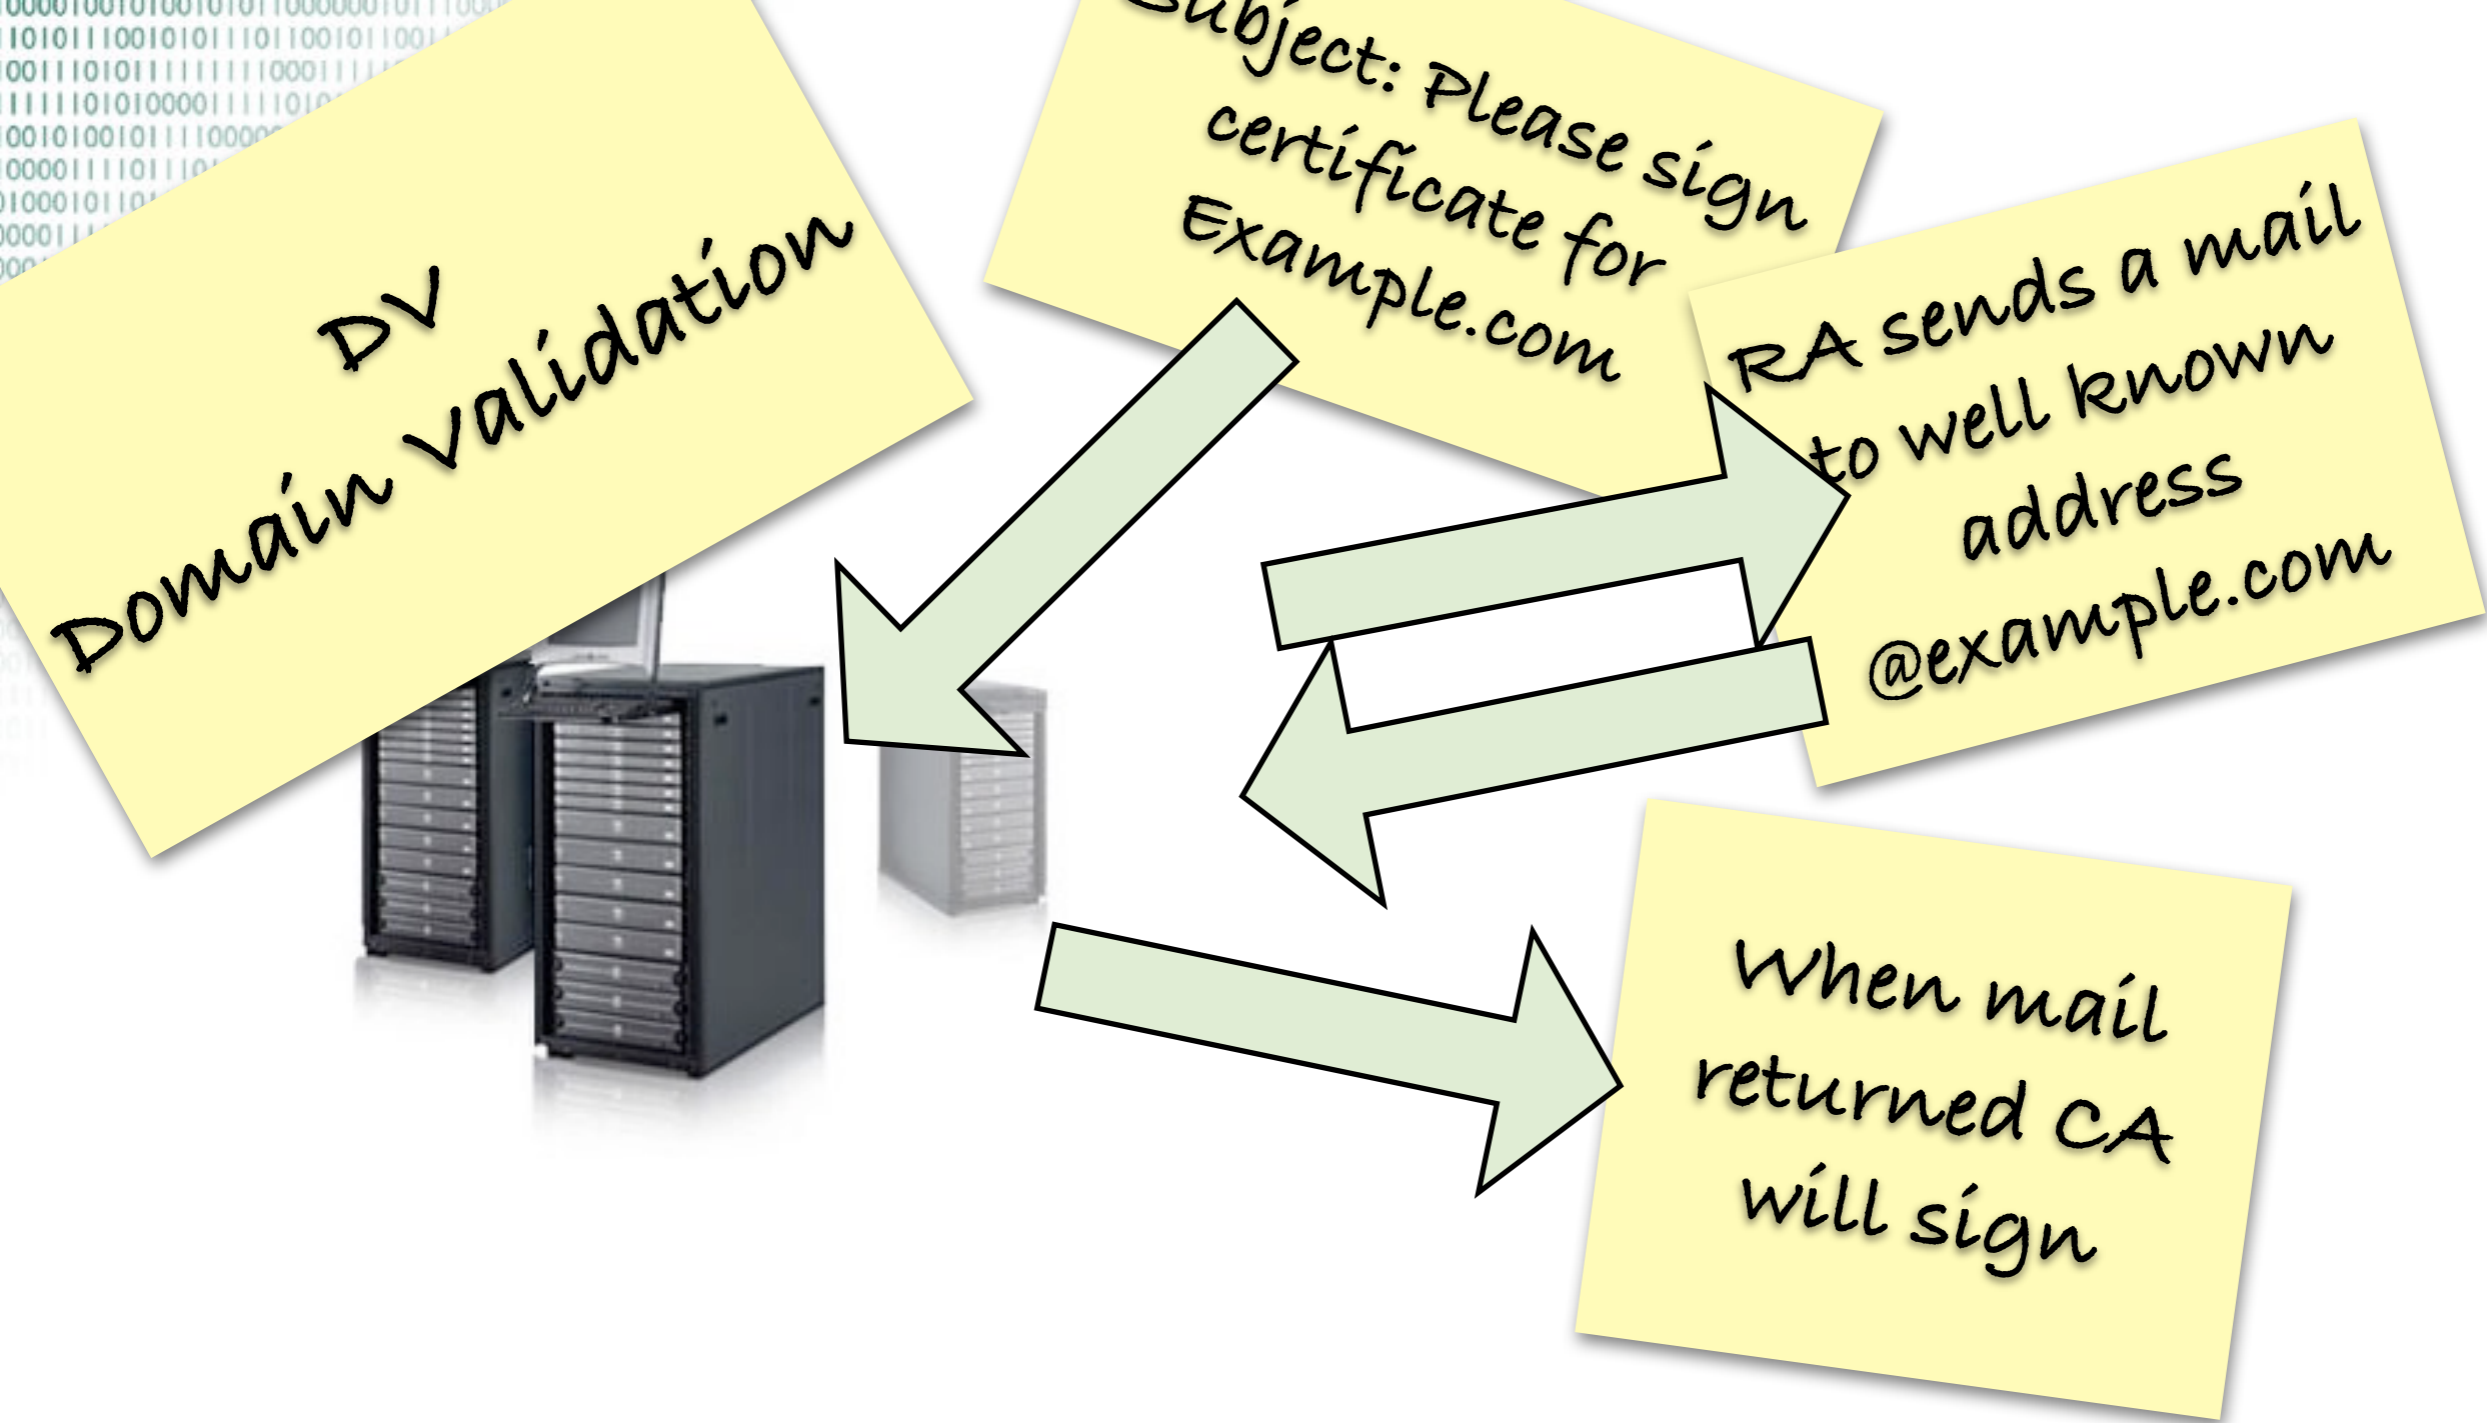 DV
Domain Validation
Subject: Please sign
certificate for
Example.com
RA sends a mail
to well known
address
@example.com
When mail
returned CA
will sign